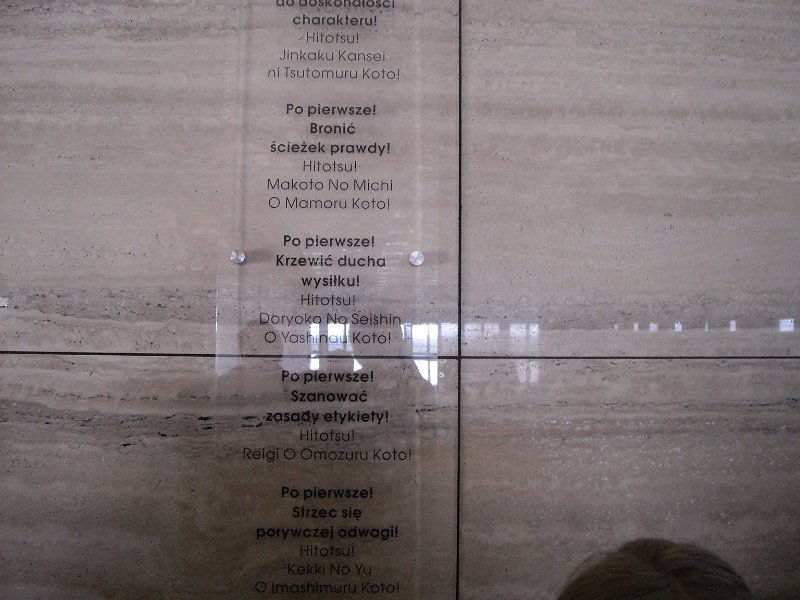 do doskonałości
charakteru!
Hitotsu!
Jinkaku Kansei
ni Tsutomuru Koto!
Po pierwsze!
Bronić
ścieżek prawdy!
Hitotsu!
Makoto No Michi
O Mamoru Koto!
Po pierwsze!
Krzewić ducha
wysiłku!
Hitotsu!
Doryoko No Seishin
O Yashinau Koto!
Po pierwsze!
Szanować
zasady etykiety!
Hitotsu!
Reigi O Omozuru Koto!
Po pierwsze!
Strzec się
porywczej odwagi!
Hitotsu!
Kekki No Yu
O Imashimuru Koto!